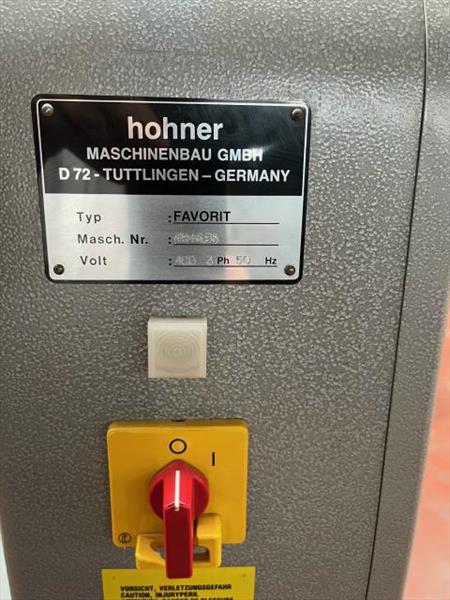 hohner
MASCHINENBAU GMBH
D 72 - TUTTLINGEN – GERMANY
Typ : FAVORIT
Masch. Nr. :
Volt : 400 3 Ph 50 Hz
O
I
VORSICHT, VERLETZUNGSGEFAHR
CAUTION, INJURYPERIL